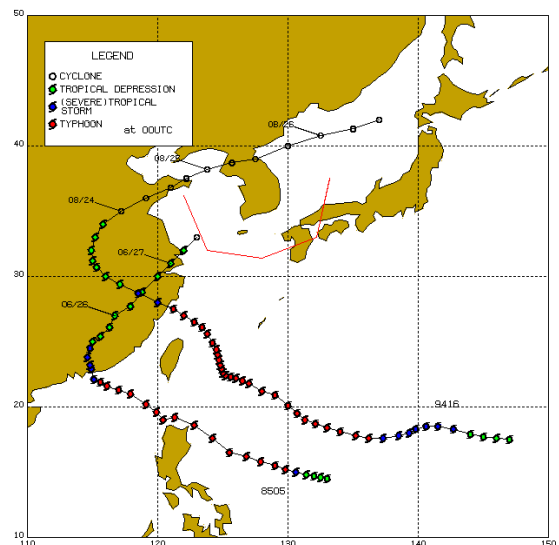 50
LEGEND
CYCLONE
TROPICAL DEPRESSION
(SEVERE)TROPICAL
STORM
TYPHOON
at 00UTC
08/26
40
08/25
08/24
06/27
30
06/26
20
9416
8505
10
110
120
130
140
150